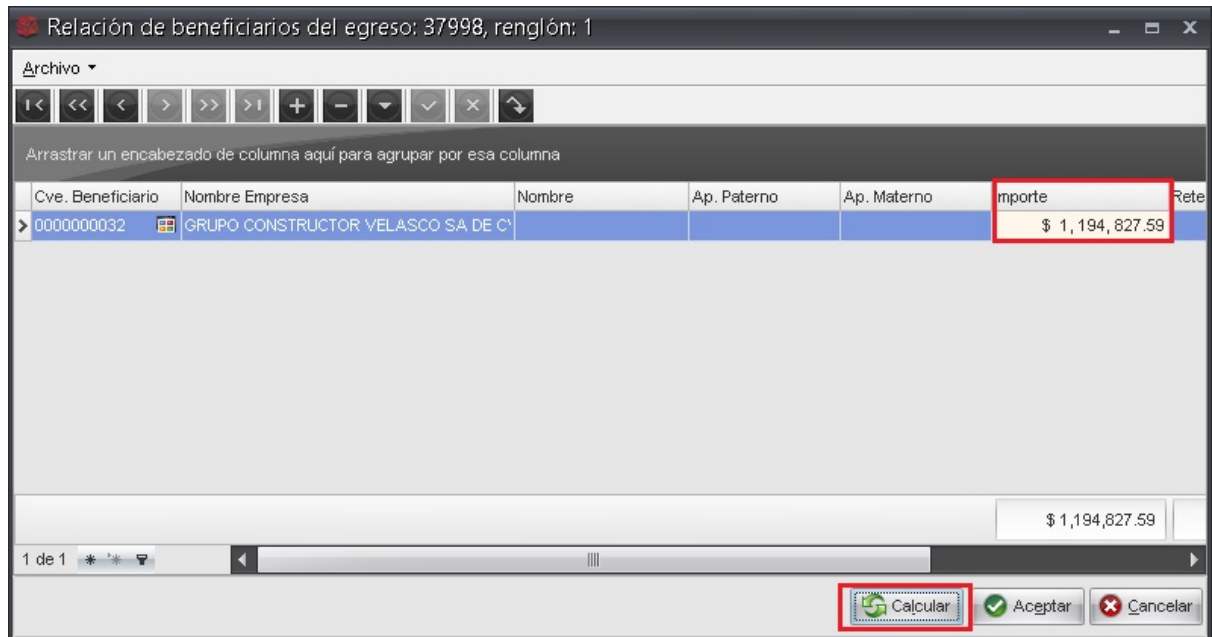 Relación de beneficiarios del egreso: 37998, renglón: 1
Archivo
Arrastrar un encabezado de columna aquí para agrupar por esa columna
Cve. Beneficiario Nombre Empresa Nombre Ap. Paterno Ap. Materno mporte Rete
0000000032 GRUPO CONSTRUCTOR VELASCO SA DE C
$ 1,194,827.59
$ 1,194,827.59
1 de 1
Calcular Aceptar Cancelar